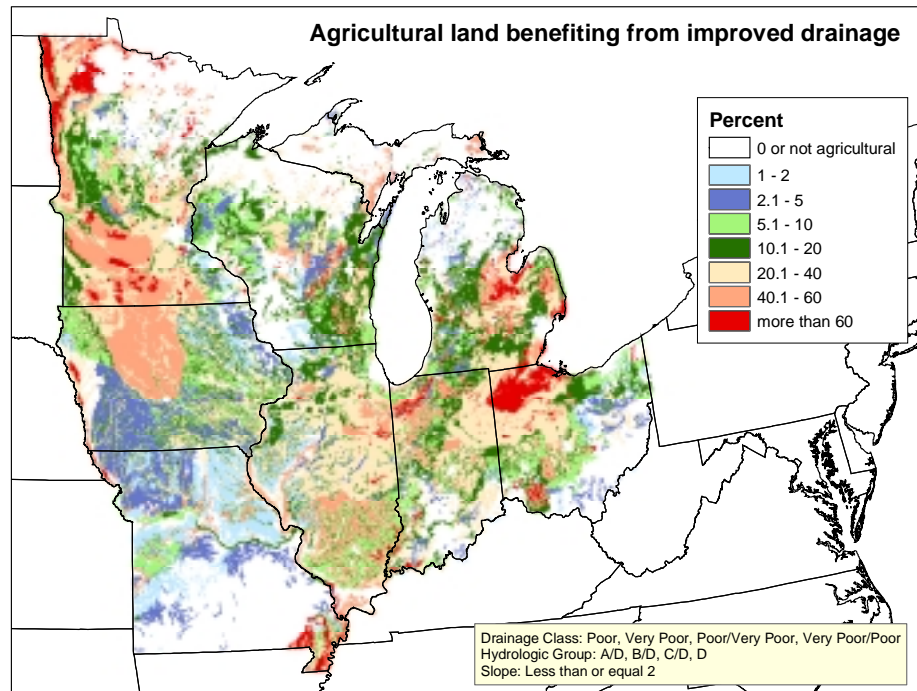 Agricultural land benefiting from improved drainage
Percent
0 or not agricultural
1 - 2
2.1 - 5
5.1 - 10
10.1 - 20
20.1 - 40
40.1 - 60
more than 60
Drainage Class: Poor, Very Poor, Poor/Very Poor, Very Poor/Poor
Hydrologic Group: A/D, B/D, C/D, D
Slope: Less than or equal 2